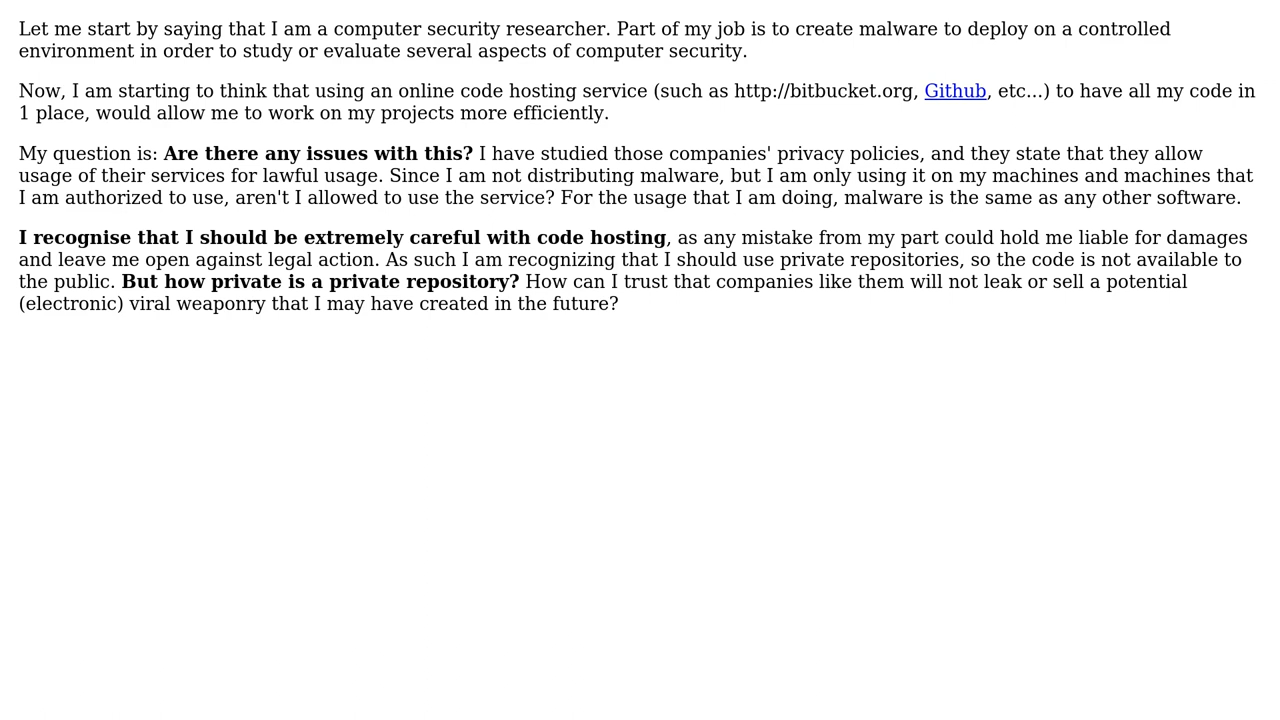 Let me start by saying that I am a computer security researcher. Part of my job is to create malware to deploy on a controlled
environment in order to study or evaluate several aspects of computer security.
Now, I am starting to think that using an online code hosting service (such as http://bitbucket.org, Github, etc...) to have all my code in
1 place, would allow me to work on my projects more efficiently.
My question is: Are there any issues with this? I have studied those companies' privacy policies, and they state that they allow
usage of their services for lawful usage. Since I am not distributing malware, but I am only using it on my machines and machines that
I am authorized to use, aren't I allowed to use the service? For the usage that I am doing, malware is the same as any other software.
I recognise that I should be extremely careful with code hosting, as any mistake from my part could hold me liable for damages
and leave me open against legal action. As such I am recognizing that I should use private repositories, so the code is not available to
the public. But how private is a private repository? How can I trust that companies like them will not leak or sell a potential
(electronic) viral weaponry that I may have created in the future?